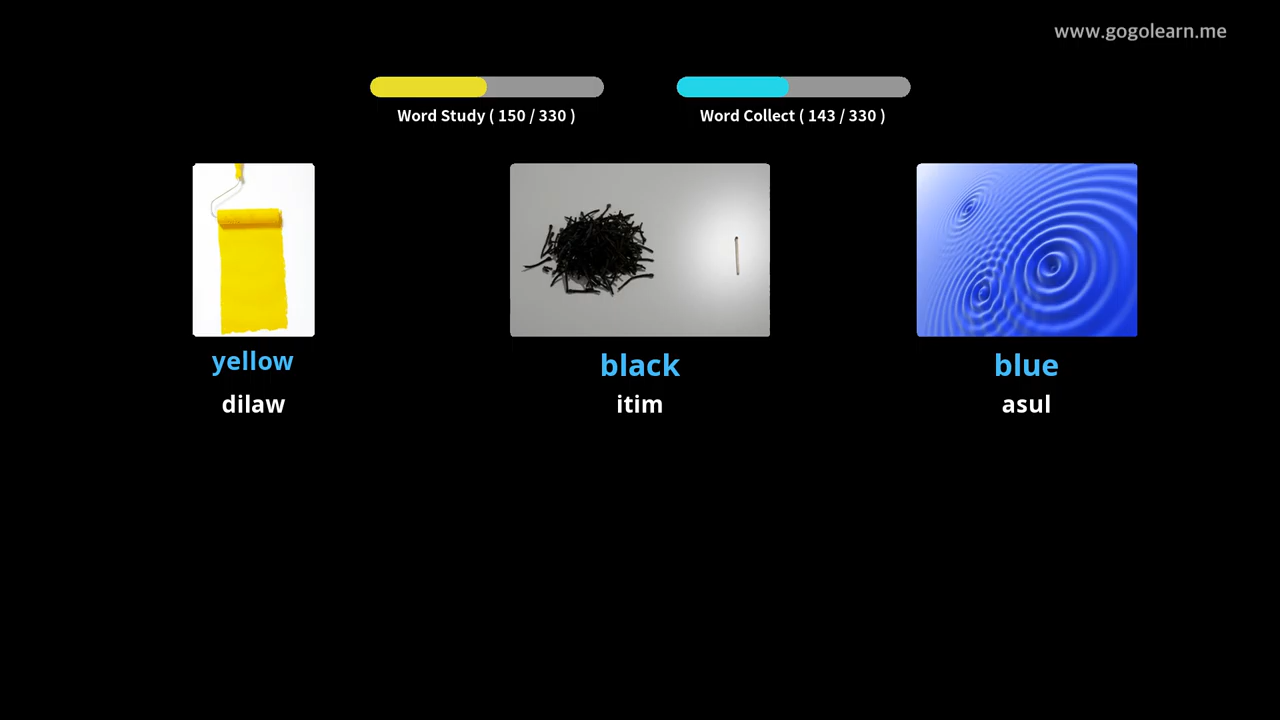 www.gogolearn.me
Word Study ( 150 / 330 )
Word Collect ( 143 / 330 )
yellow
black
blue
dilaw
itim
asul